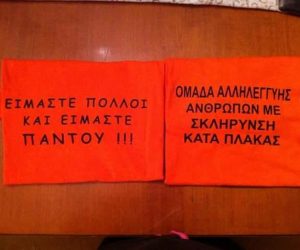 ΕΙΜΑΣΤΕ ΠΟΛΛΟΙ
ΚΑΙ ΕΙΜΑΣΤΕ
ΠΑΝΤΟΥ !!!
ΟΜΑΔΑ ΑΛΛΗΛΕΓΓΥΗΣ
ΑΝΘΡΩΠΩΝ ΜΕ
ΣΚΛΗΡΥΝΣΗ
ΚΑΤΑ ΠΛΑΚΑΣ